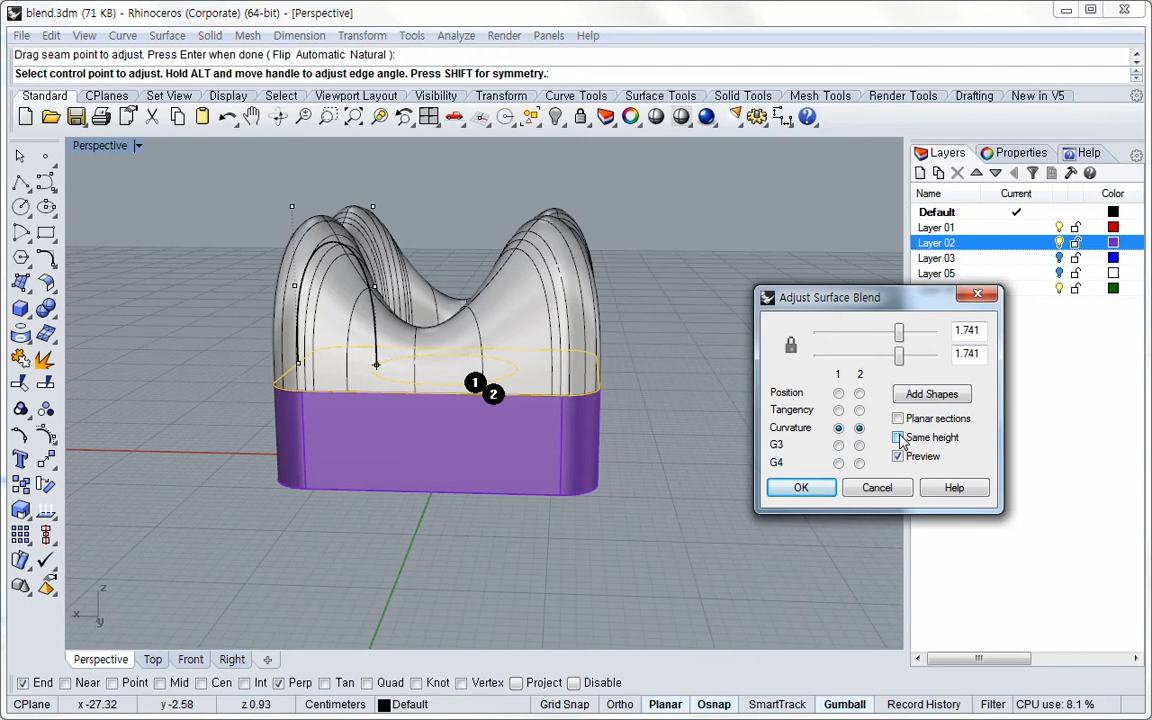 blend.3dm (71 KB) - Rhinoceros (Corporate) (64-bit) - [Perspective]
File Edit View Curve Surface Solid Mesh Dimension Transform Tools Analyze Render Panels Help
Drag seam point to adjust. Press Enter when done ( Flip Automatic Natural ):
Select control point to adjust. Hold ALT and move handle to adjust edge angle. Press SHIFT for symmetry.:
Standard CPlanes Set View Display Select Viewport Layout Visibility Transform Curve Tools Surface Tools Solid Tools Mesh Tools Render Tools Drafting New in V5
Perspective
Layers Properties Help
Name Current Color
Default
Layer 01
Layer 02
Layer 03
Layer 05
Adjust Surface Blend
1.741
1.741
1 2
Position
Tangency
Curvature
G3
G4
Add Shapes
Planar sections
Same height
Preview
OK Cancel Help
1
2
z
x
y
Perspective Top Front Right
End Near Point Mid Cen Int Perp Tan Quad Knot Vertex Project Disable
CPlane x -27.32 y -2.58 z 0.93 Centimeters Default Grid Snap Ortho Planar Osnap SmartTrack Gumball Record History Filter CPU use: 8.1 %